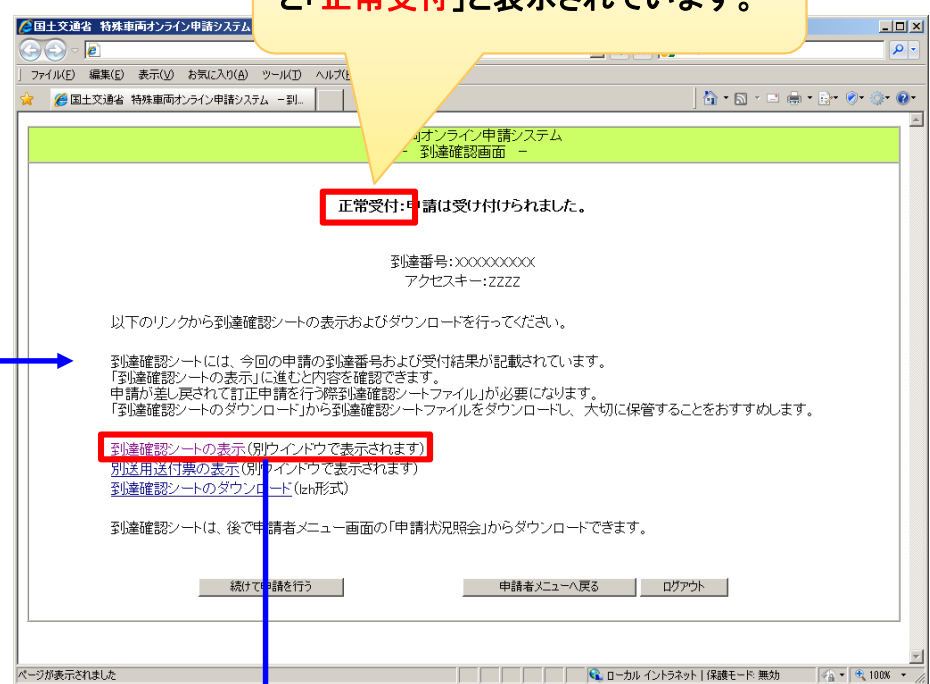 と「正常受付」と表示されています。
国土交通省 特殊車両オンライン申請システム
ファイル(F) 編集(E) 表示(V) お気に入り(A) ツール(T) ヘルプ(
国土交通省 特殊車両オンライン申請システム －到...
両オンライン申請システム
－ 到達確認画面 －
正常受付:申請は受け付けられました。
到達番号:XXXXXXXXXX
アクセスキー:ZZZZ
以下のリンクから到達確認シートの表示およびダウンロードを行ってください。
到達確認シートには、今回の申請の到達番号および受付結果が記載されています。
「到達確認シートの表示」に進むと内容を確認できます。
申請が差し戻されて訂正申請を行う際到達確認シートファイル」が必要になります。
「到達確認シートのダウンロード」から到達確認シートファイルをダウンロードし、大切に保管することをおすすめします。
到達確認シートの表示(別ウインドウで表示されます)
別送用送付票の表示(別ウインドウで表示されます)
到達確認シートのダウンロード(lzh形式)
到達確認シートは、後で申請者メニュー画面の「申請状況照会」からダウンロードできます。
続けて申請を行う 申請者メニューへ戻る ログアウト
ページが表示されました ローカル イントラネット | 保護モード: 無効 100%